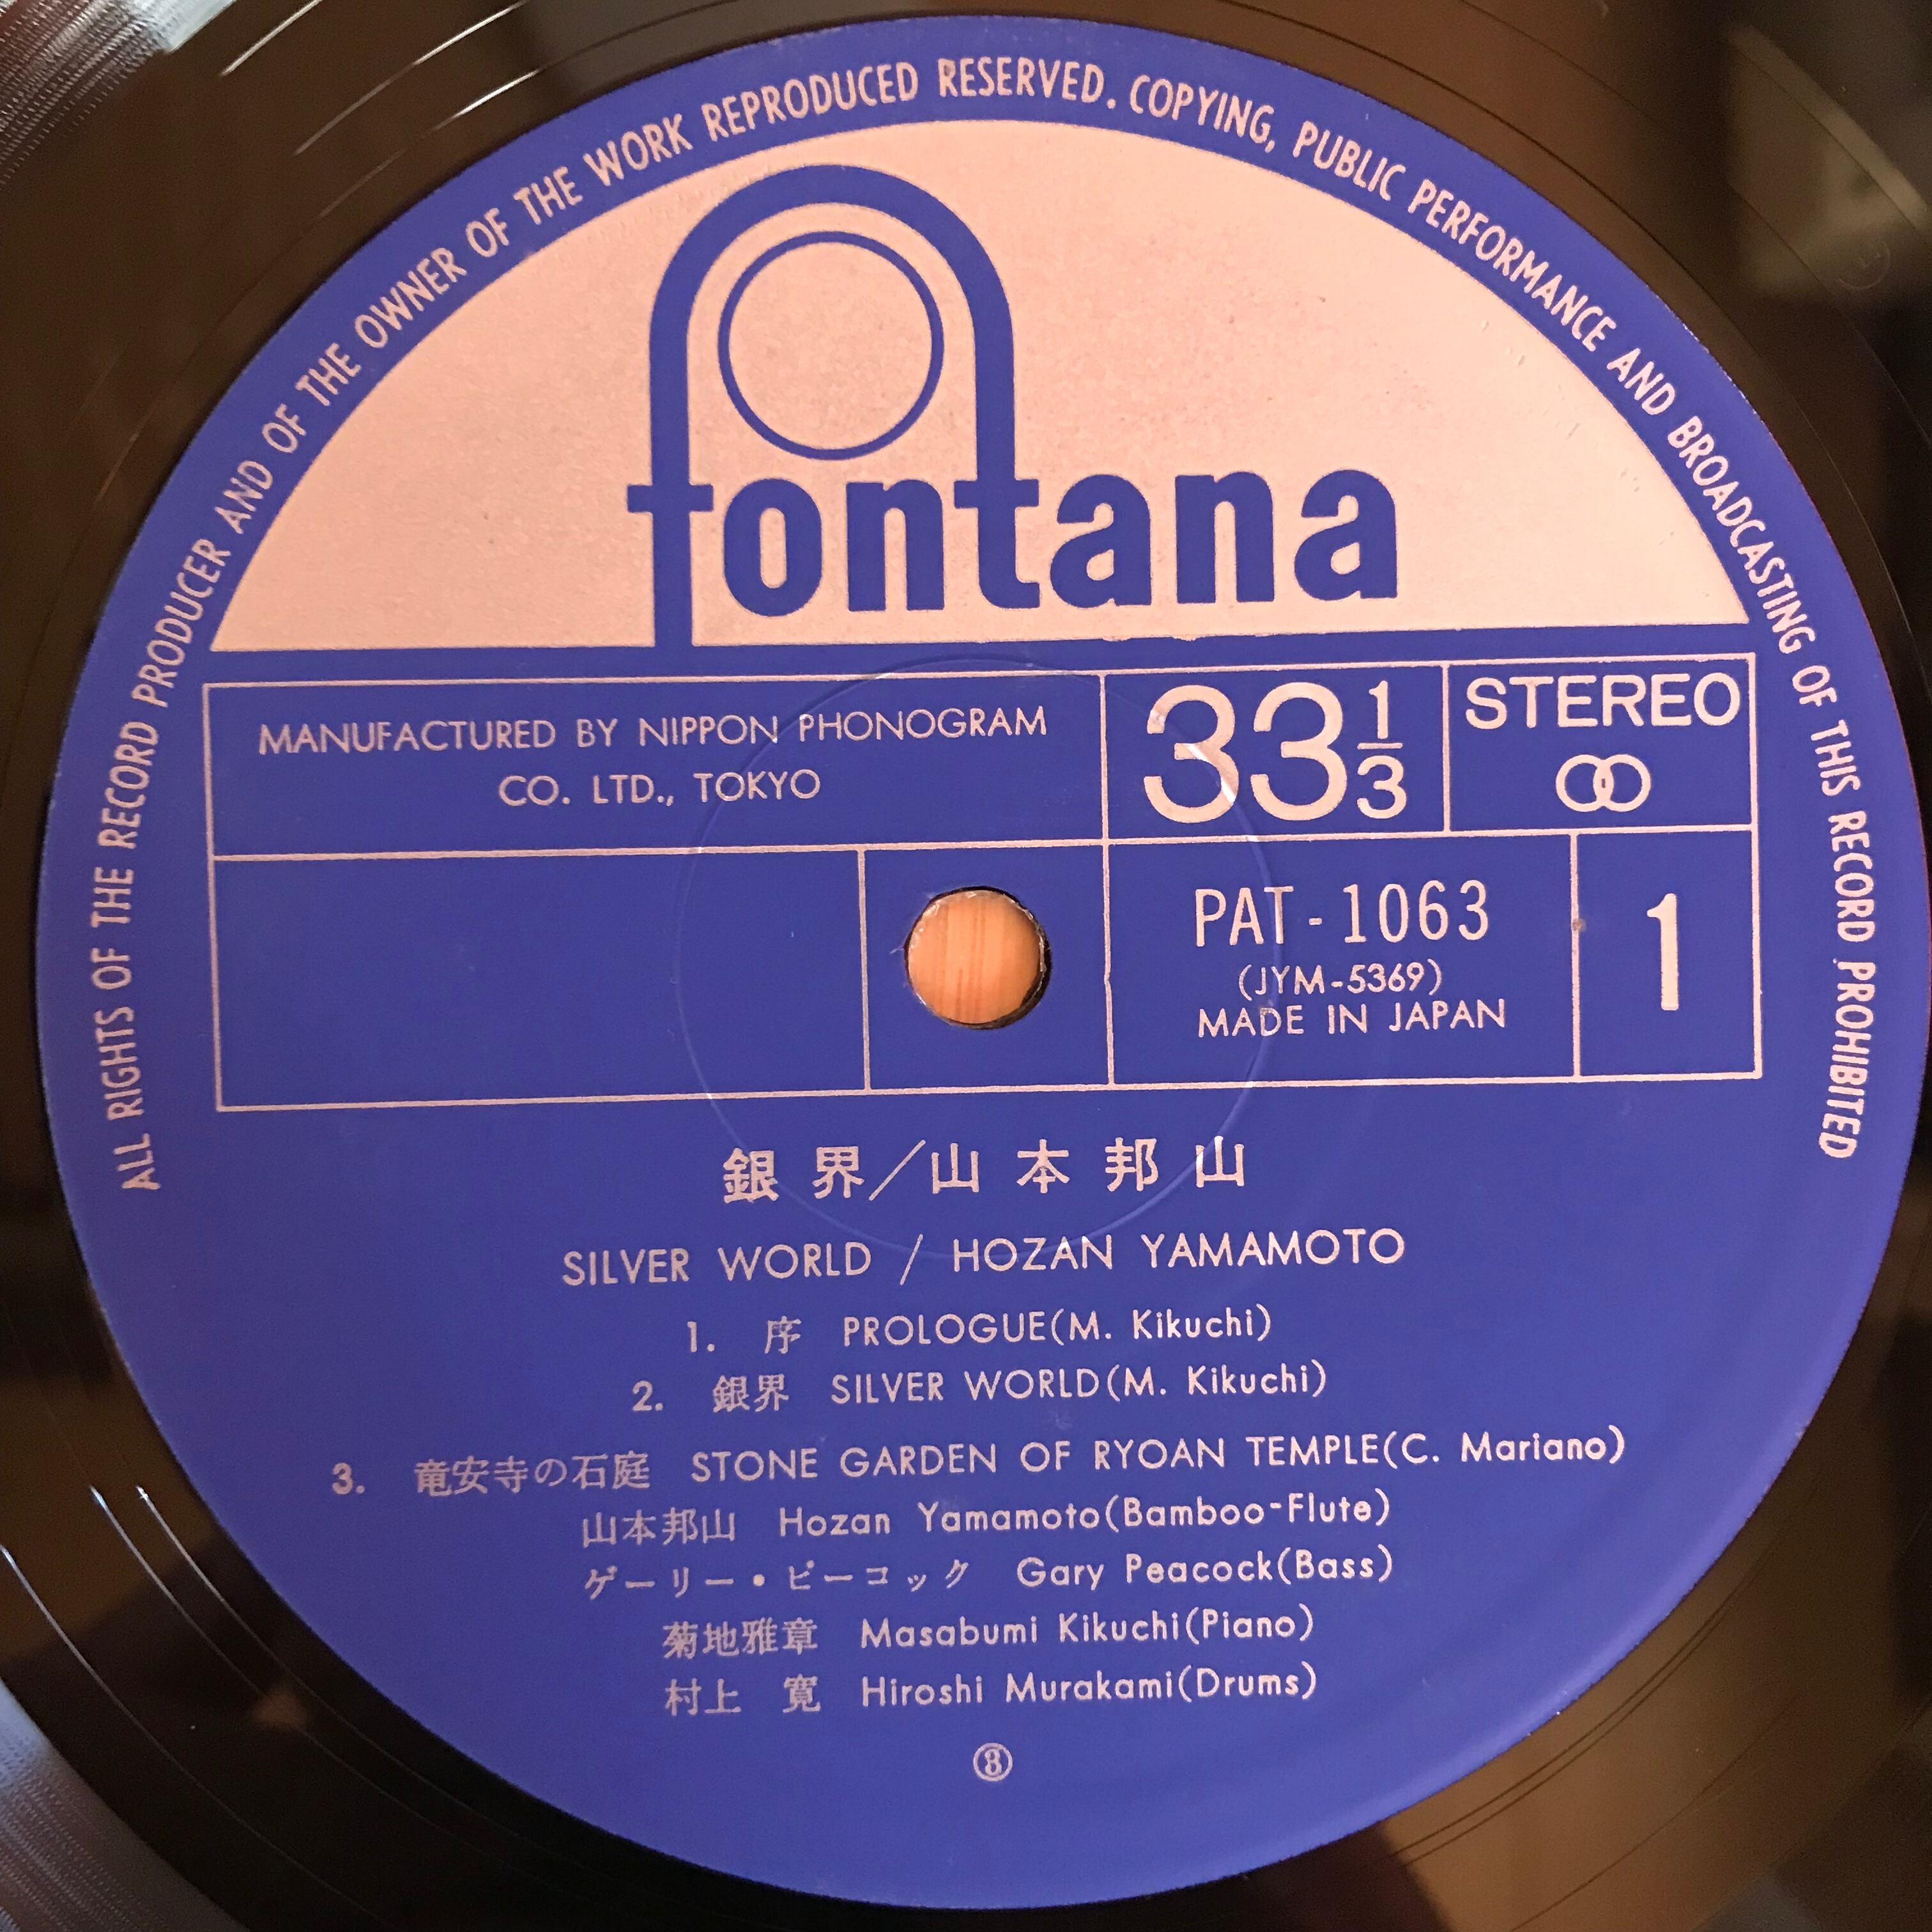 ALL RIGHTS OF THE RECORD PRODUCER AND OF THE OWNER OF THE WORK REPRODUCED RESERVED. COPYING, PUBLIC PERFORMANCE AND BROADCASTING OF THIS RECORD PROHIBITED
fontana
MANUFACTURED BY NIPPON PHONOGRAM
CO. LTD., TOKYO
33 1/3
STEREO
PAT-1063
(JYM-5369)
MADE IN JAPAN
1
銀界/山本邦山
SILVER WORLD / HOZAN YAMAMOTO
1. 序 PROLOGUE(M. Kikuchi)
2. 銀界 SILVER WORLD(M. Kikuchi)
3. 竜安寺の石庭 STONE GARDEN OF RYOAN TEMPLE(C. Mariano)
山本邦山 Hozan Yamamoto(Bamboo-Flute)
ゲーリー・ピーコック Gary Peacock(Bass)
菊地雅章 Masabumi Kikuchi(Piano)
村上 寛 Hiroshi Murakami(Drums)